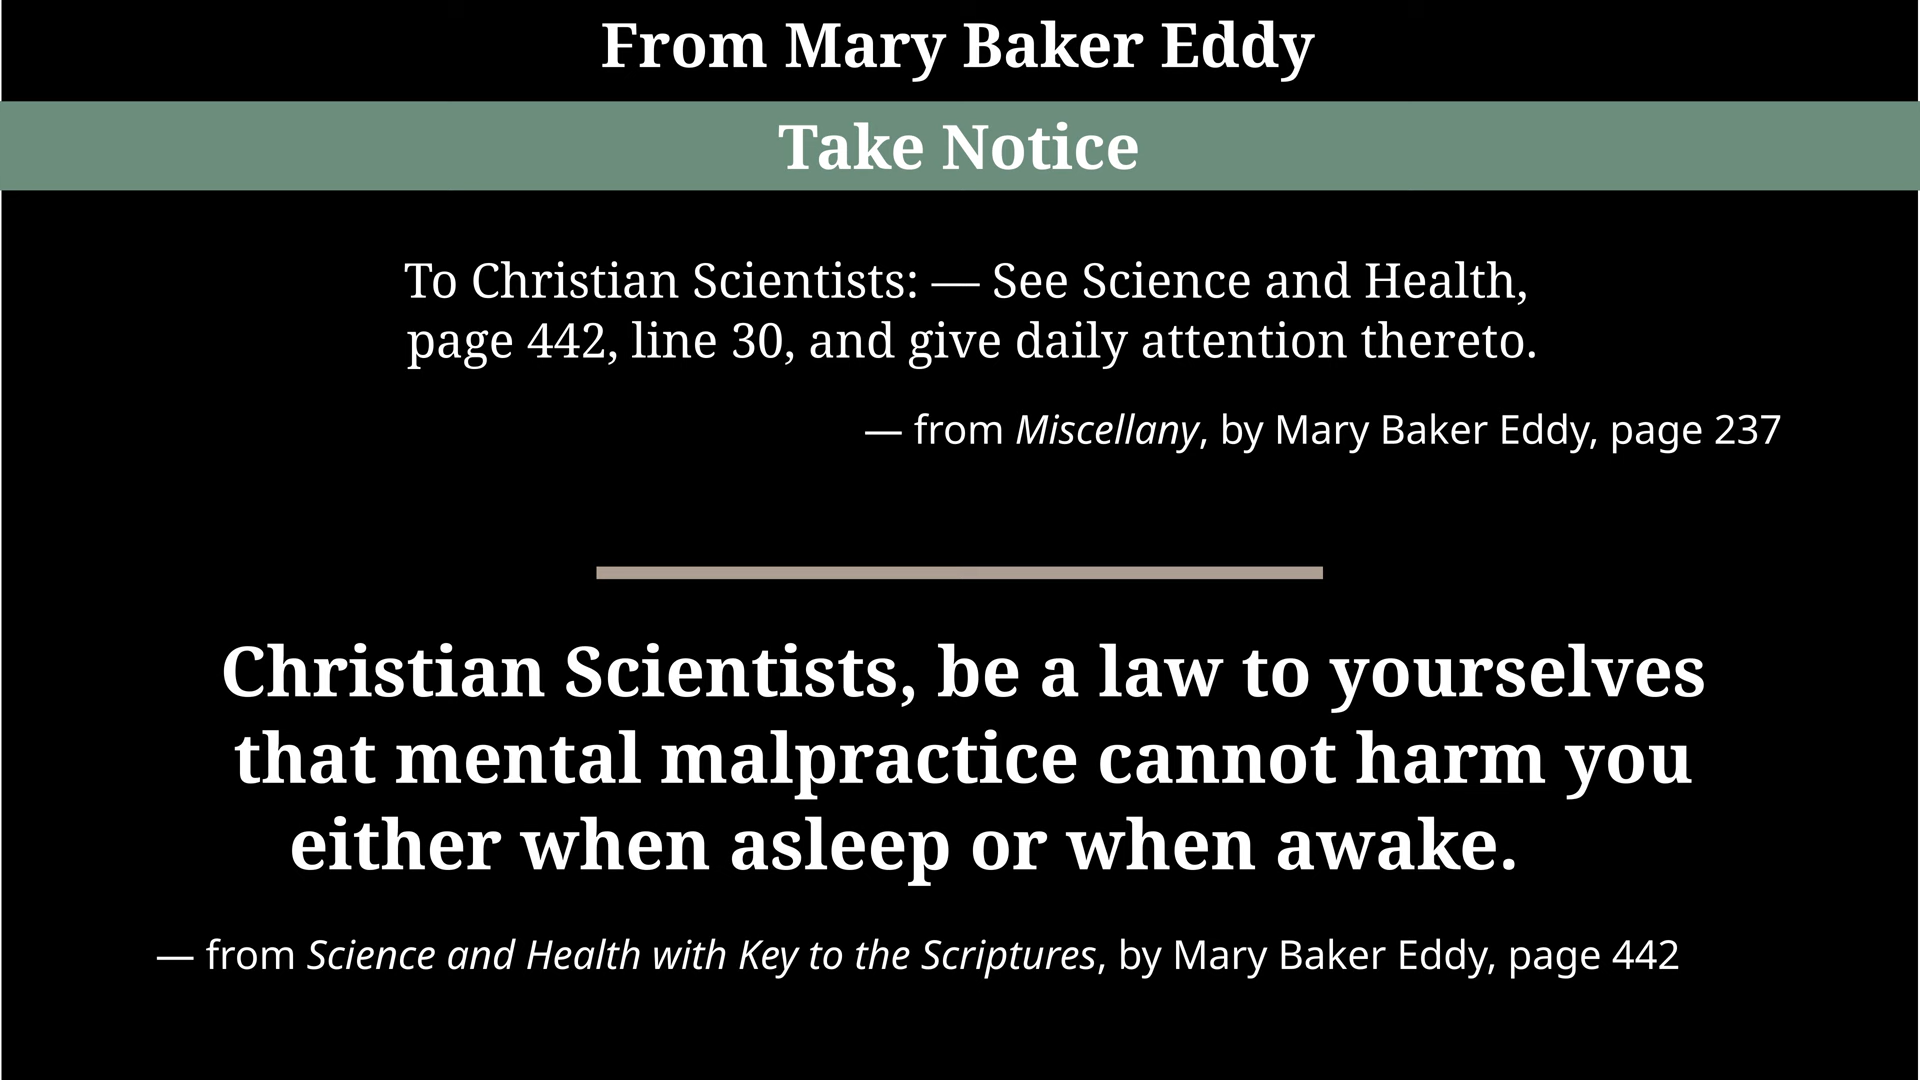 From Mary Baker Eddy
Take Notice
To Christian Scientists: — See Science and Health,
page 442, line 30, and give daily attention thereto.
— from Miscellany, by Mary Baker Eddy, page 237
Christian Scientists, be a law to yourselves
that mental malpractice cannot harm you
either when asleep or when awake.
— from Science and Health with Key to the Scriptures, by Mary Baker Eddy, page 442